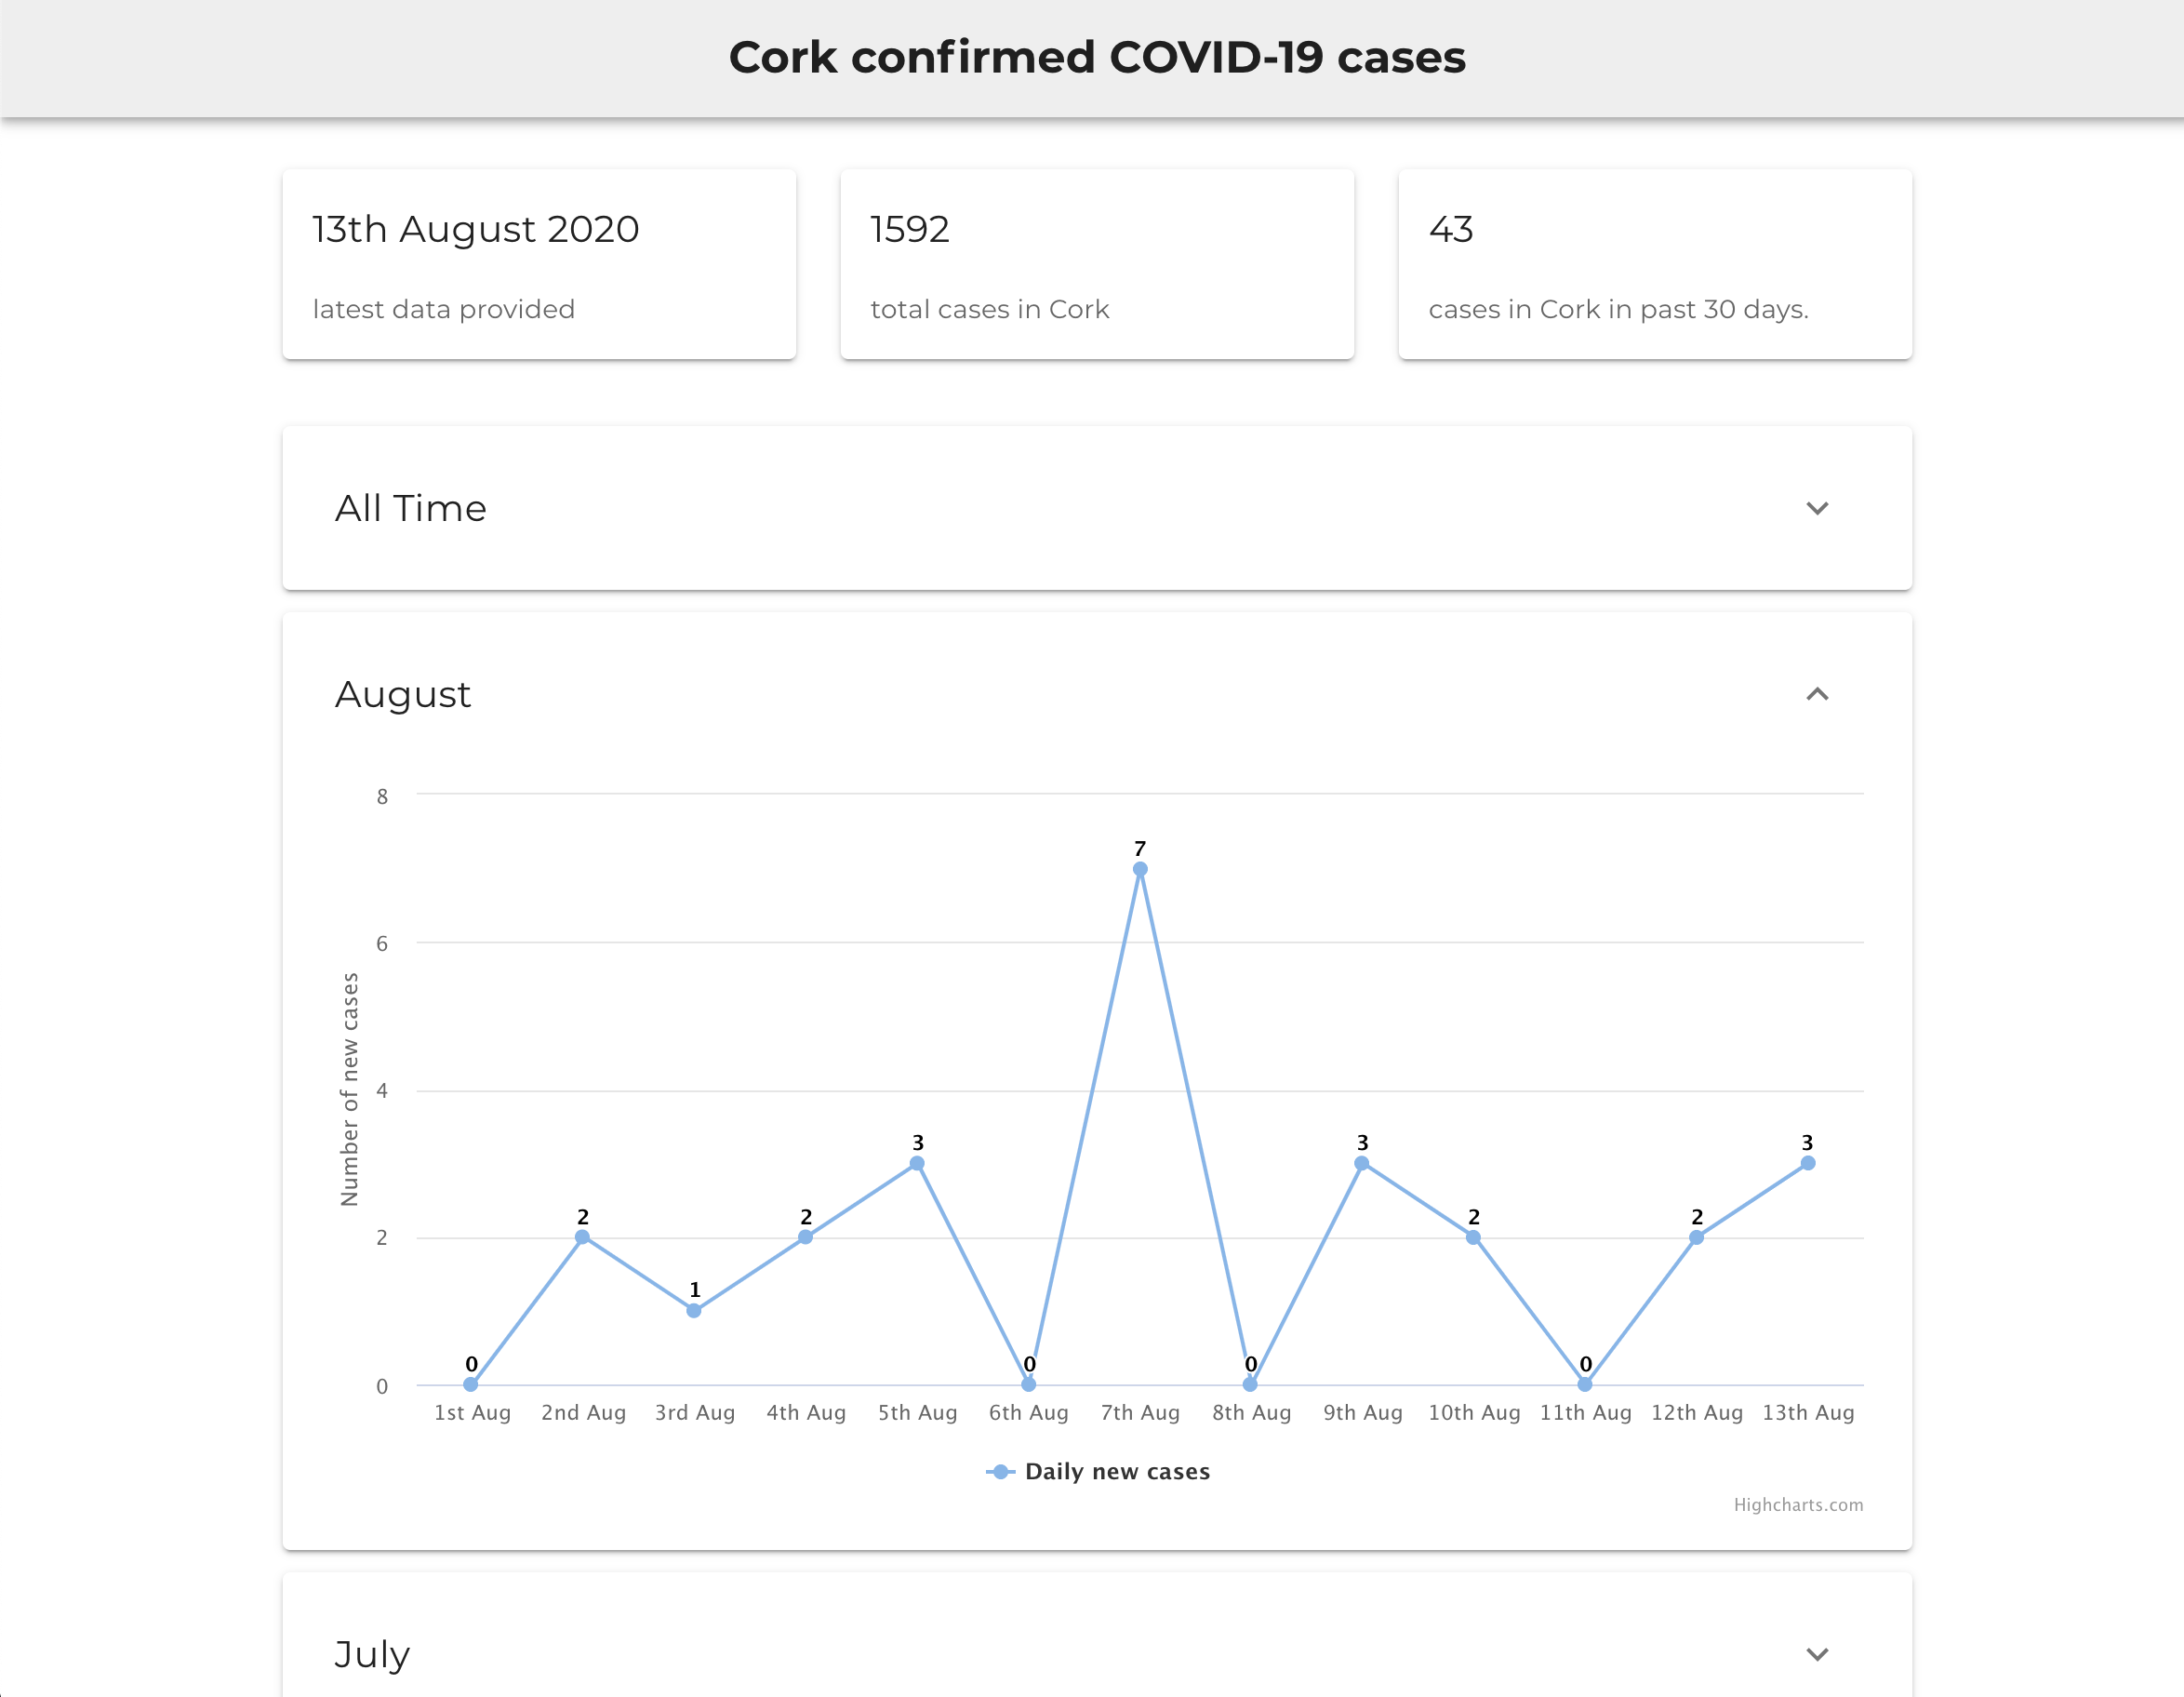 Cork confirmed COVID-19 cases
13th August 2020
latest data provided
1592
total cases in Cork
43
cases in Cork in past 30 days.
All Time
August
Number of new cases
8
6
4
2
0
0
2
1
2
3
0
7
0
3
2
0
2
3
1st Aug 2nd Aug 3rd Aug 4th Aug 5th Aug 6th Aug 7th Aug 8th Aug 9th Aug 10th Aug 11th Aug 12th Aug 13th Aug
Daily new cases
Highcharts.com
July